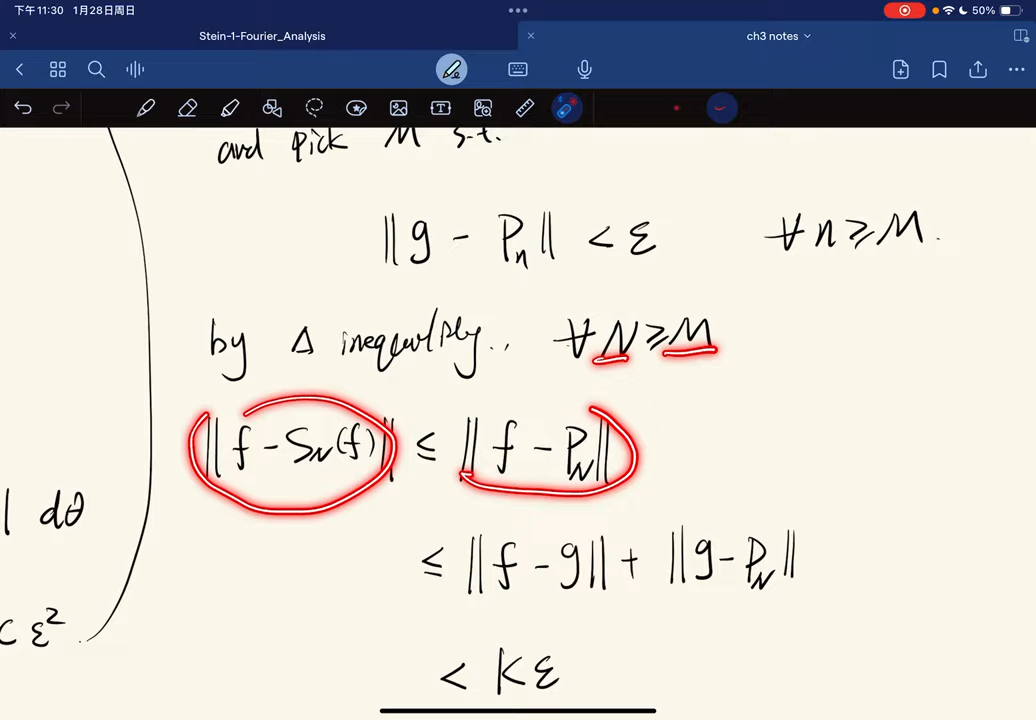 下午11:30 1月28日周日
50%
Stein-1-Fourier_Analysis
ch3 notes
and pick M s.t.
||g - Pn|| < ε ∀ n ≥ M.
by Δ inequality., ∀ N ≥ M
||f - SN(f)|| ≤ ||f - PN||
≤ ||f - g|| + ||g - PN||
| dθ
C ε²
< Kε